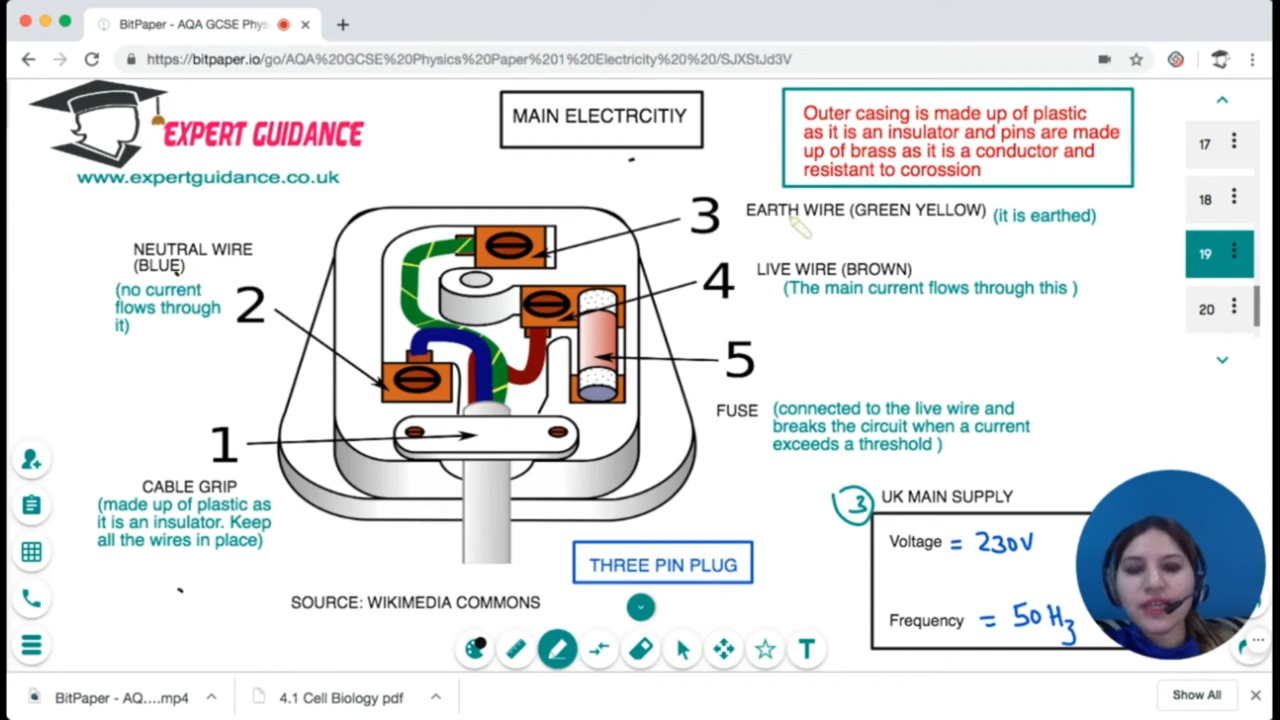 BitPaper - AQA GCSE Phys
https://bitpaper.io/go/AQA%20GCSE%20Physics%20Paper%201%20Electricity%20%20/SJXStJd3V
EXPERT GUIDANCE
www.expertguidance.co.uk
MAIN ELECTRCITIY
Outer casing is made up of plastic
as it is an insulator and pins are made
up of brass as it is a conductor and
resistant to corossion
17
18
19
20
3
EARTH WIRE (GREEN YELLOW) (it is earthed)
NEUTRAL WIRE
(BLUE)
(no current
flows through
it)
2
4
LIVE WIRE (BROWN)
(The main current flows through this )
5
FUSE (connected to the live wire and
breaks the circuit when a current
exceeds a threshold )
1
CABLE GRIP
(made up of plastic as
it is an insulator. Keep
all the wires in place)
3 UK MAIN SUPPLY
Voltage = 230V
Frequency = 50Hz
THREE PIN PLUG
SOURCE: WIKIMEDIA COMMONS
T
BitPaper - AQ....mp4
4.1 Cell Biology pdf
Show All